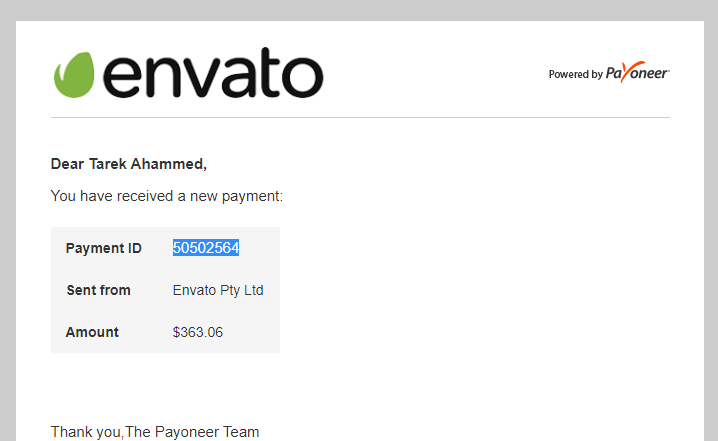 envato
Powered by Payoneer
Dear Tarek Ahammed,
You have received a new payment:
Payment ID 50502564
Sent from Envato Pty Ltd
Amount $363.06
Thank you,The Payoneer Team